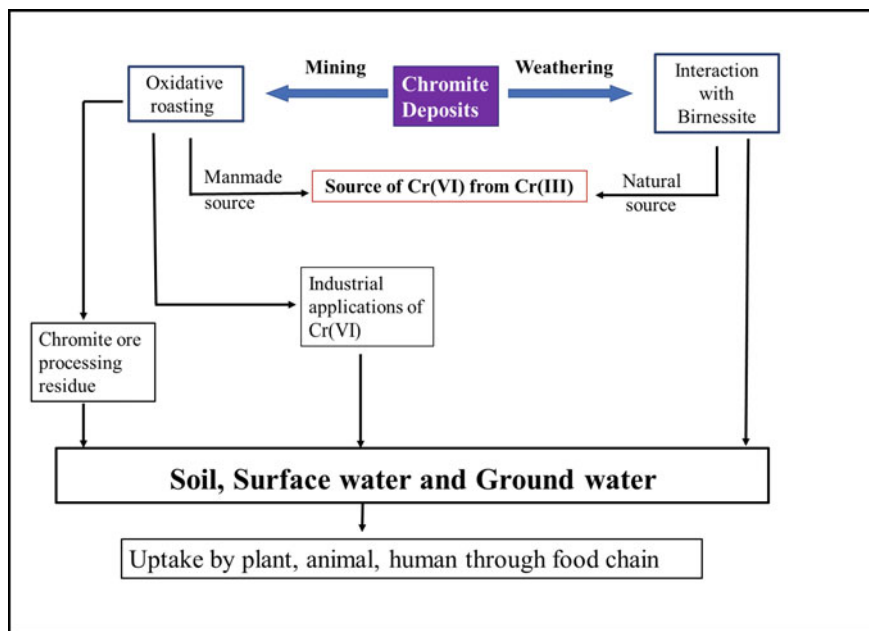 Oxidative
roasting
Mining
Chromite
Deposits
Weathering
Interaction
with
Birnessite
Manmade
source
Source of Cr(VI) from Cr(III)
Natural
source
Industrial
applications of
Cr(VI)
Chromite ore
processing
residue
Soil, Surface water and Ground water
Uptake by plant, animal, human through food chain